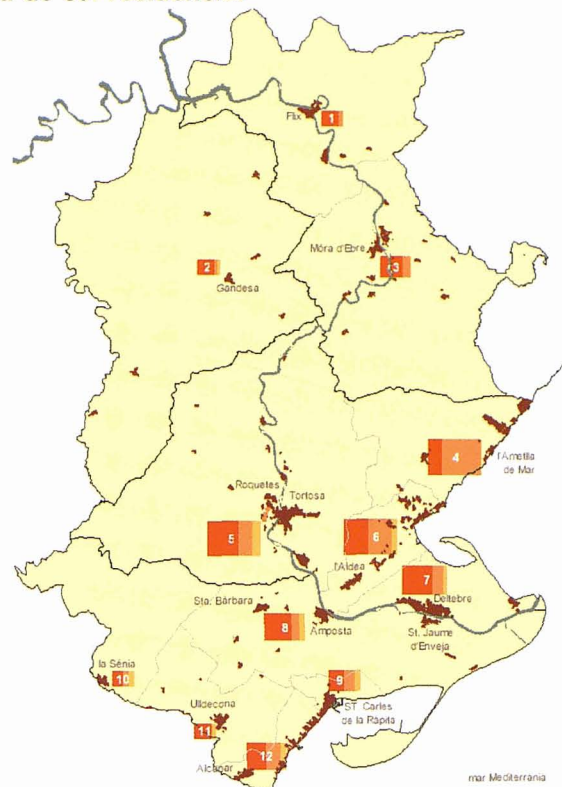 Flix
1
Móra d'Ebre
3
2
Gandesa
4
l'Ametlla
de Mar
Roquetes
Tortosa
5
6
l'Aldea
7
Deltebre
Sta. Bàrbara
8
Amposta
St. Jaume
d'Enveja
la Sénia
10
9
Ulldecona
ST. Carles
de la Ràpita
11
12
Alcanar
mar Mediterrània